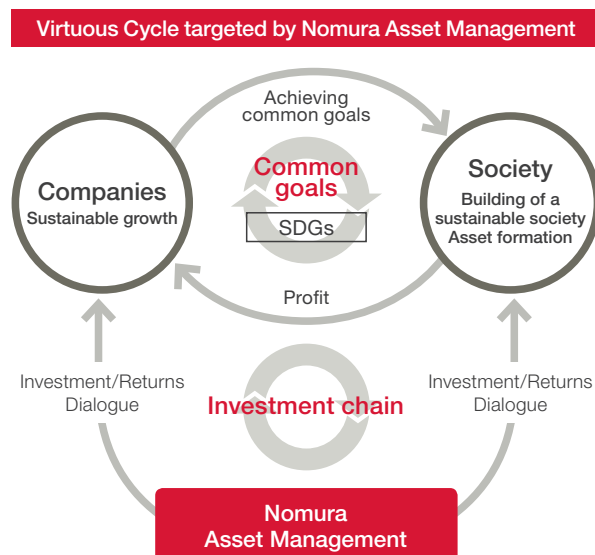 Virtuous Cycle targeted by Nomura Asset Management
Achieving
common goals
Common
goals
SDGs
Companies
Sustainable growth
Society
Building of a
sustainable society
Asset formation
Profit
Investment/Returns
Dialogue
Investment chain
Investment/Returns
Dialogue
Nomura
Asset Management